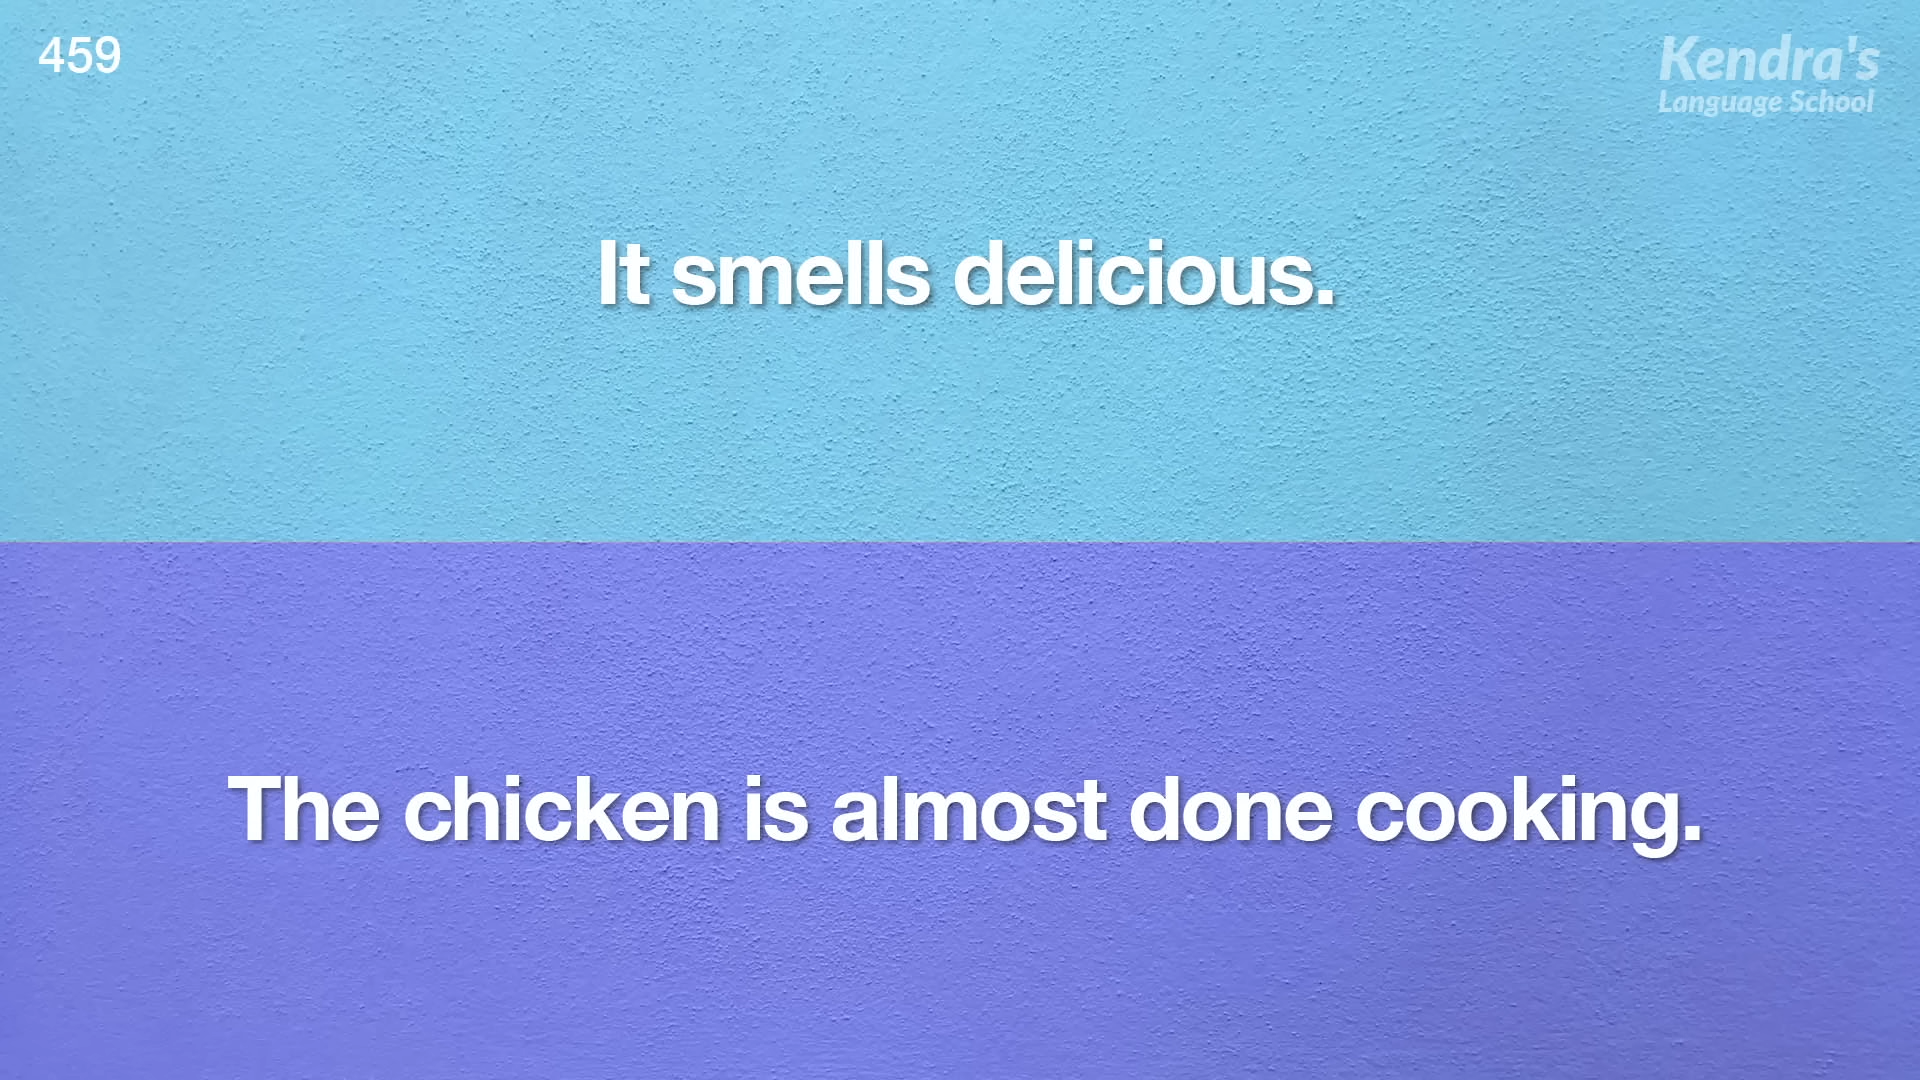 459
Kendra's
Language School
It smells delicious.
The chicken is almost done cooking.